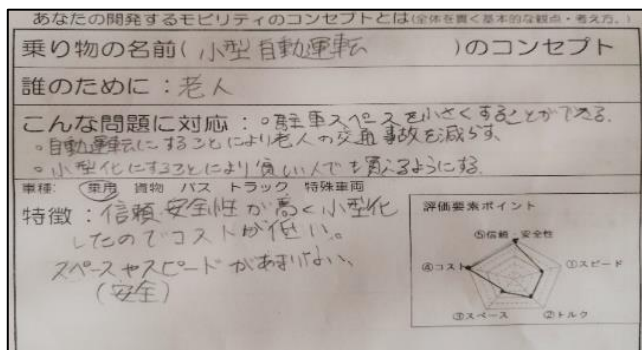 あなたの開発するモビリティのコンセプトとは(全体を貫く基本的な観点・考え方。)
乗り物の名前(小型自動運転　　　)のコンセプト
誰のために：老人
こんな問題に対応：○駐車スペースを小さくすることができる。
○自動運転にすることにより老人の交通事故を減らす、
○小型化にすることにより貧しい人でも買えるようにする。
車種：　乗用　貨物　バス　トラック　特殊車両
特徴：信頼、安全性が高く小型化
したのでコストが低い。
スペースやスピードがあまりない、
(安全)
評価要素ポイント
⑤信頼・安全性
④コスト
①スピード
③スペース
②トルク